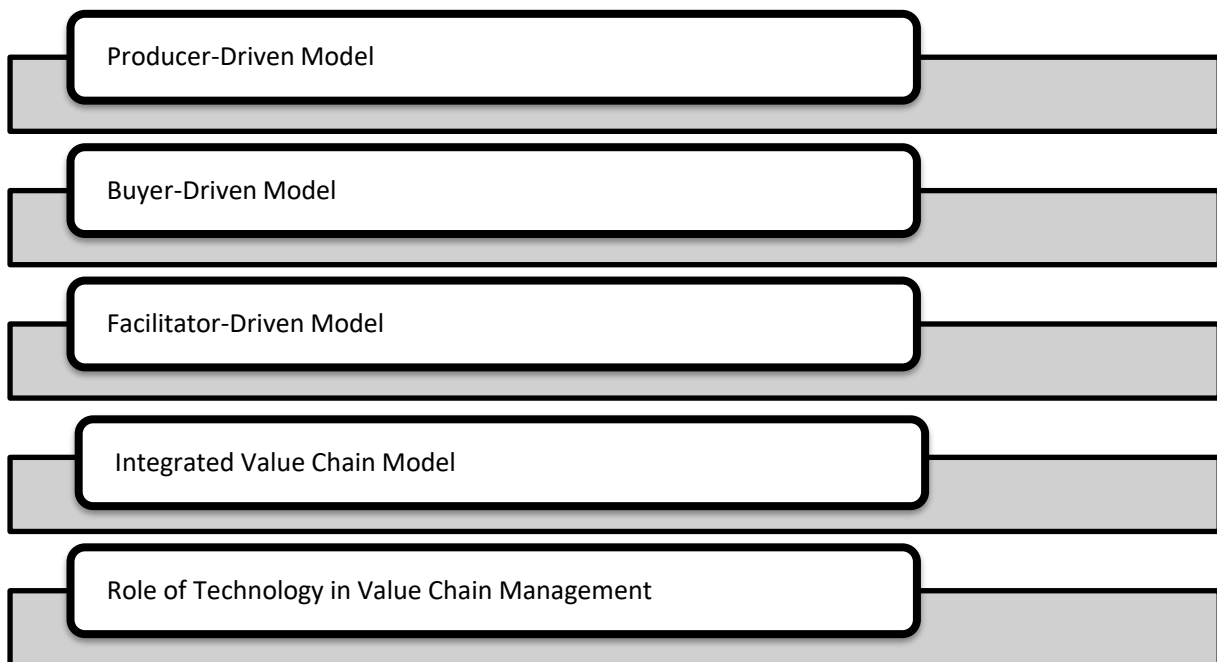 Producer-Driven Model
Buyer-Driven Model
Facilitator-Driven Model
Integrated Value Chain Model
Role of Technology in Value Chain Management